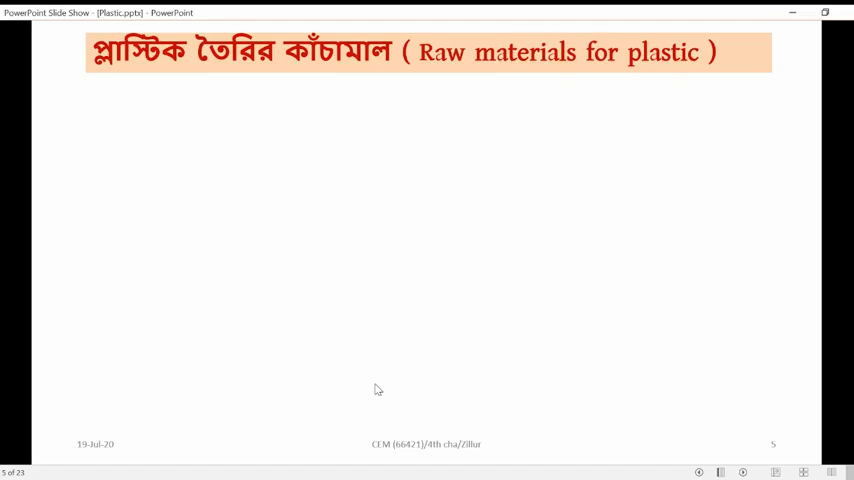 PowerPoint Slide Show - [Plastic.pptx] - PowerPoint
প্লাস্টিক তৈরির কাঁচামাল ( Raw materials for plastic )
19-Jul-20 CEM (66421)/4th cha/Zillur 5
5 of 23